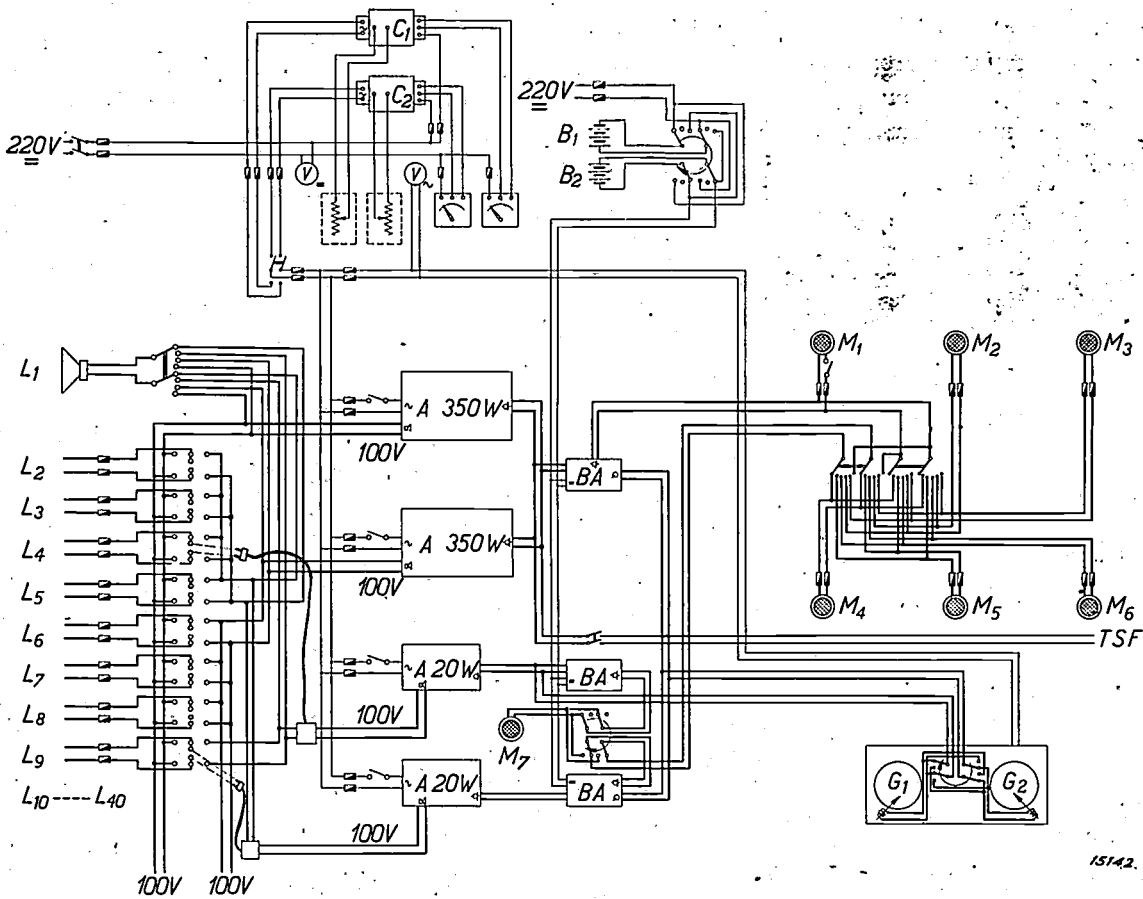 C1
C2
220V
220V
B1
B2
V
V ~
L1
M1
M2
M3
~ A 350W
100V
BA
L2
L3
L4
~ A 350W
100V
L5
L6
M4
M5
M6
TSF
L7
~ A 20W
BA
L8
100V
M7
L9
~ A 20W
BA
G1
G2
L10 ---- L40
100V
100V
100V
15142.